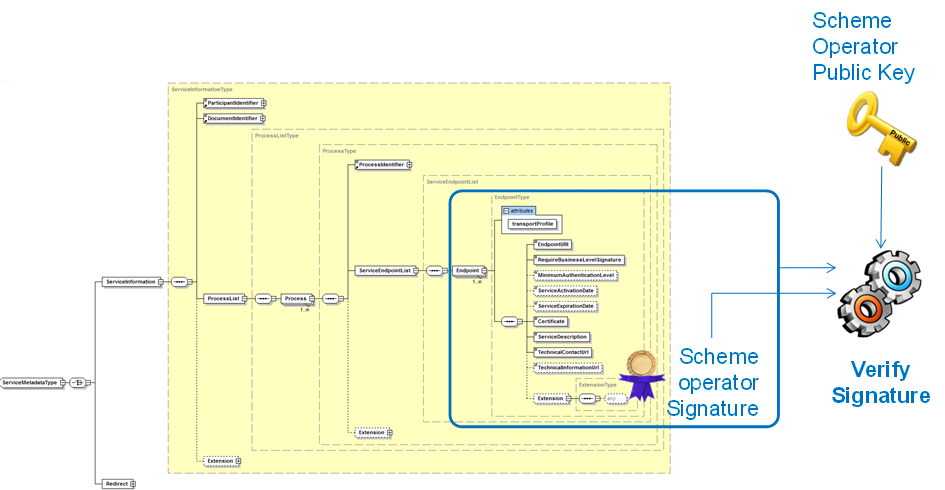 Scheme
Operator
Public Key
Public
ServiceInformationType
ParticipantIdentifier
DocumentIdentifier
ProcessListType
ProcessType
ProcessIdentifier
ServiceEndpointList
EndpointType
attributes
transportProfile
EndpointURI
RequireBusinessLevelSignature
MinimumAuthenticationLevel
ServiceActivationDate
ServiceExpirationDate
Certificate
ServiceDescription
TechnicalContactUrl
TechnicalInformationUrl
ExtensionType
Extension
any
ServiceInformation
ProcessList
Process
1..∞
ServiceEndpointList
Endpoint
1..∞
Scheme
operator
Signature
Verify
Signature
ServiceMetadataType
Extension
Extension
Redirect